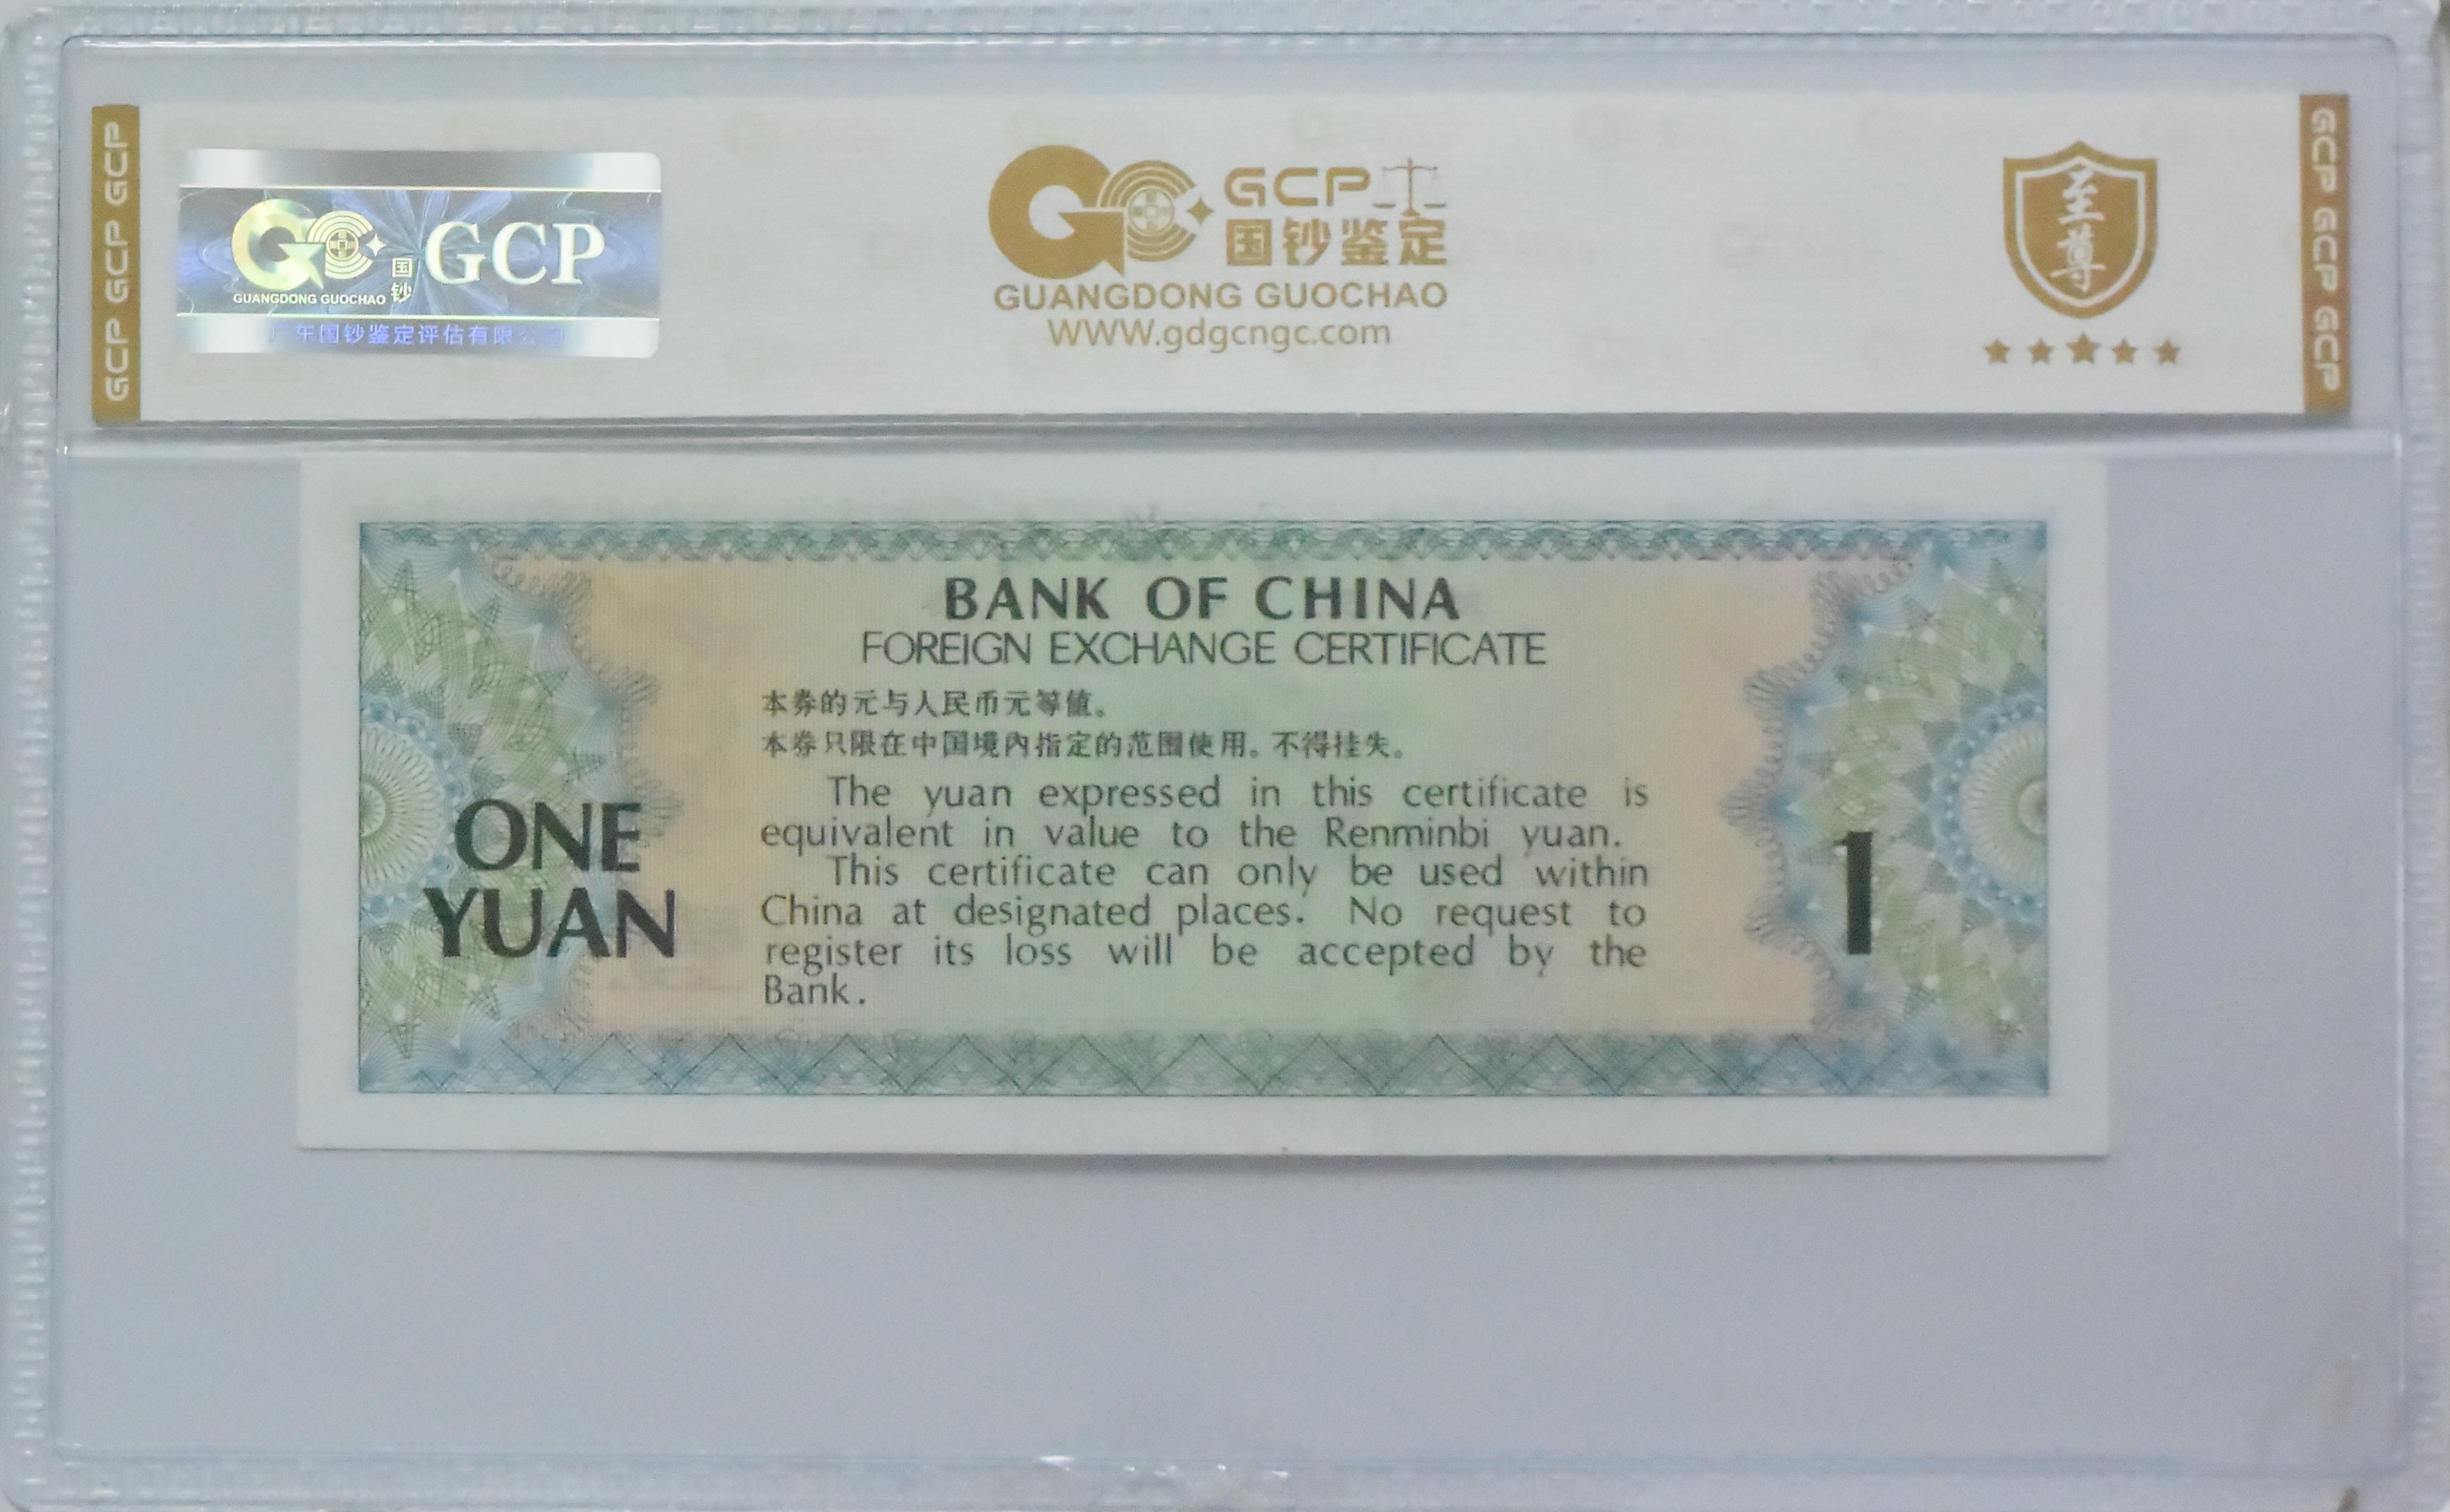 GCP GCP GCP
GCP
国
钞
GUANGDONG GUOCHAO
广东国钞鉴定评估有限公司
GCP
国钞鉴定
GUANGDONG GUOCHAO
WWW.gdgcngc.com
至
尊
GCP GCP GCP
BANK OF CHINA
FOREIGN EXCHANGE CERTIFICATE
本券的元与人民币元等值。
本券只限在中国境内指定的范围使用。不得挂失。
The yuan expressed in this certificate is
equivalent in value to the Renminbi yuan.
This certificate can only be used within
China at designated places. No request to
register its loss will be accepted by the
Bank.
ONE
YUAN
1